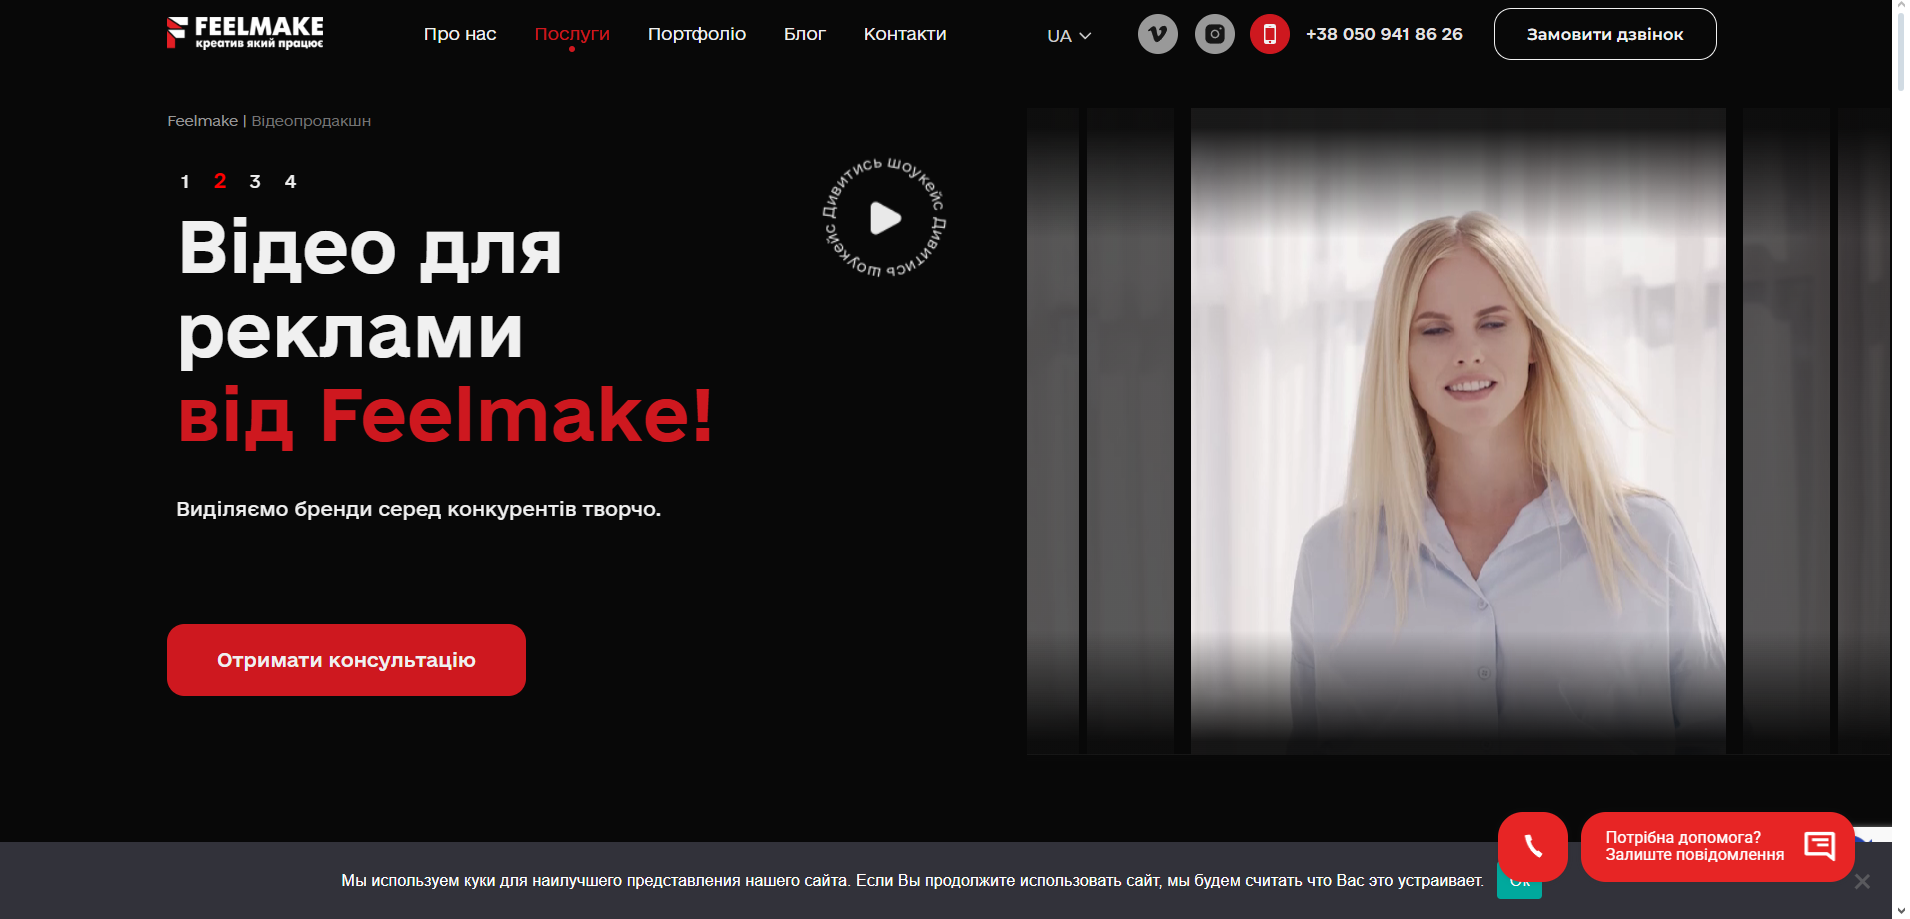 FEELMAKE
креатив який працює
Про нас
Послуги
Портфоліо
Блог
Контакти
UA
+38 050 941 86 26
Замовити дзвінок
Feelmake | Відеопродакшн
1 2 3 4
Дивитись шоукейс Дивитись шоукейс
Відео для
реклами
від Feelmake!
Виділяємо бренди серед конкурентів творчо.
Отримати консультацію
Потрібна допомога?
Залиште повідомлення
Мы используем куки для наилучшего представления нашего сайта. Если Вы продолжите использовать сайт, мы будем считать что Вас это устраивает.
Ok